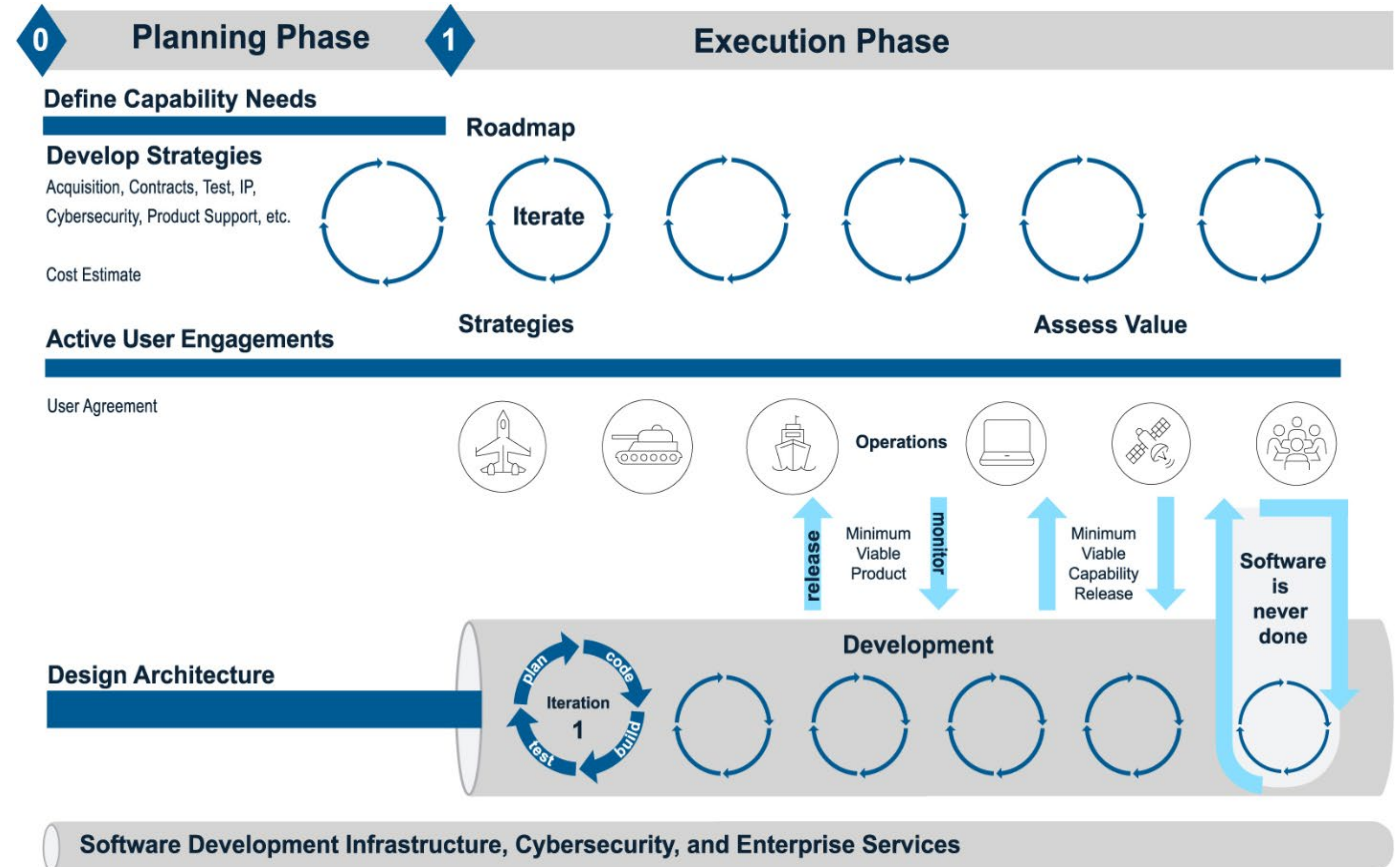 0
Planning Phase
1
Execution Phase
Define Capability Needs
Roadmap
Develop Strategies
Acquisition, Contracts, Test, IP,
Cybersecurity, Product Support, etc.
Iterate
Cost Estimate
Strategies
Assess Value
Active User Engagements
User Agreement
Operations
release
Minimum
Viable
Product
monitor
Minimum
Viable
Capability
Release
Software
is
never
done
Development
Design Architecture
plan
code
Iteration
1
build
test
Software Development Infrastructure, Cybersecurity, and Enterprise Services